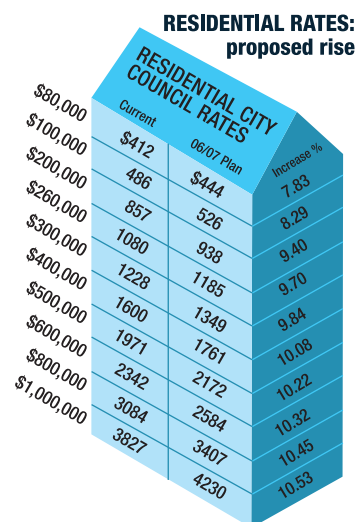 RESIDENTIAL RATES:
proposed rise
RESIDENTIAL CITY
COUNCIL RATES
Current 06/07 Plan Increase %
$80,000 $412 $444 7.83
$100,000 486 526 8.29
$200,000 857 938 9.40
$260,000 1080 1185 9.70
$300,000 1228 1349 9.84
$400,000 1600 1761 10.08
$500,000 1971 2172 10.22
$600,000 2342 2584 10.32
$800,000 3084 3407 10.45
$1,000,000 3827 4230 10.53